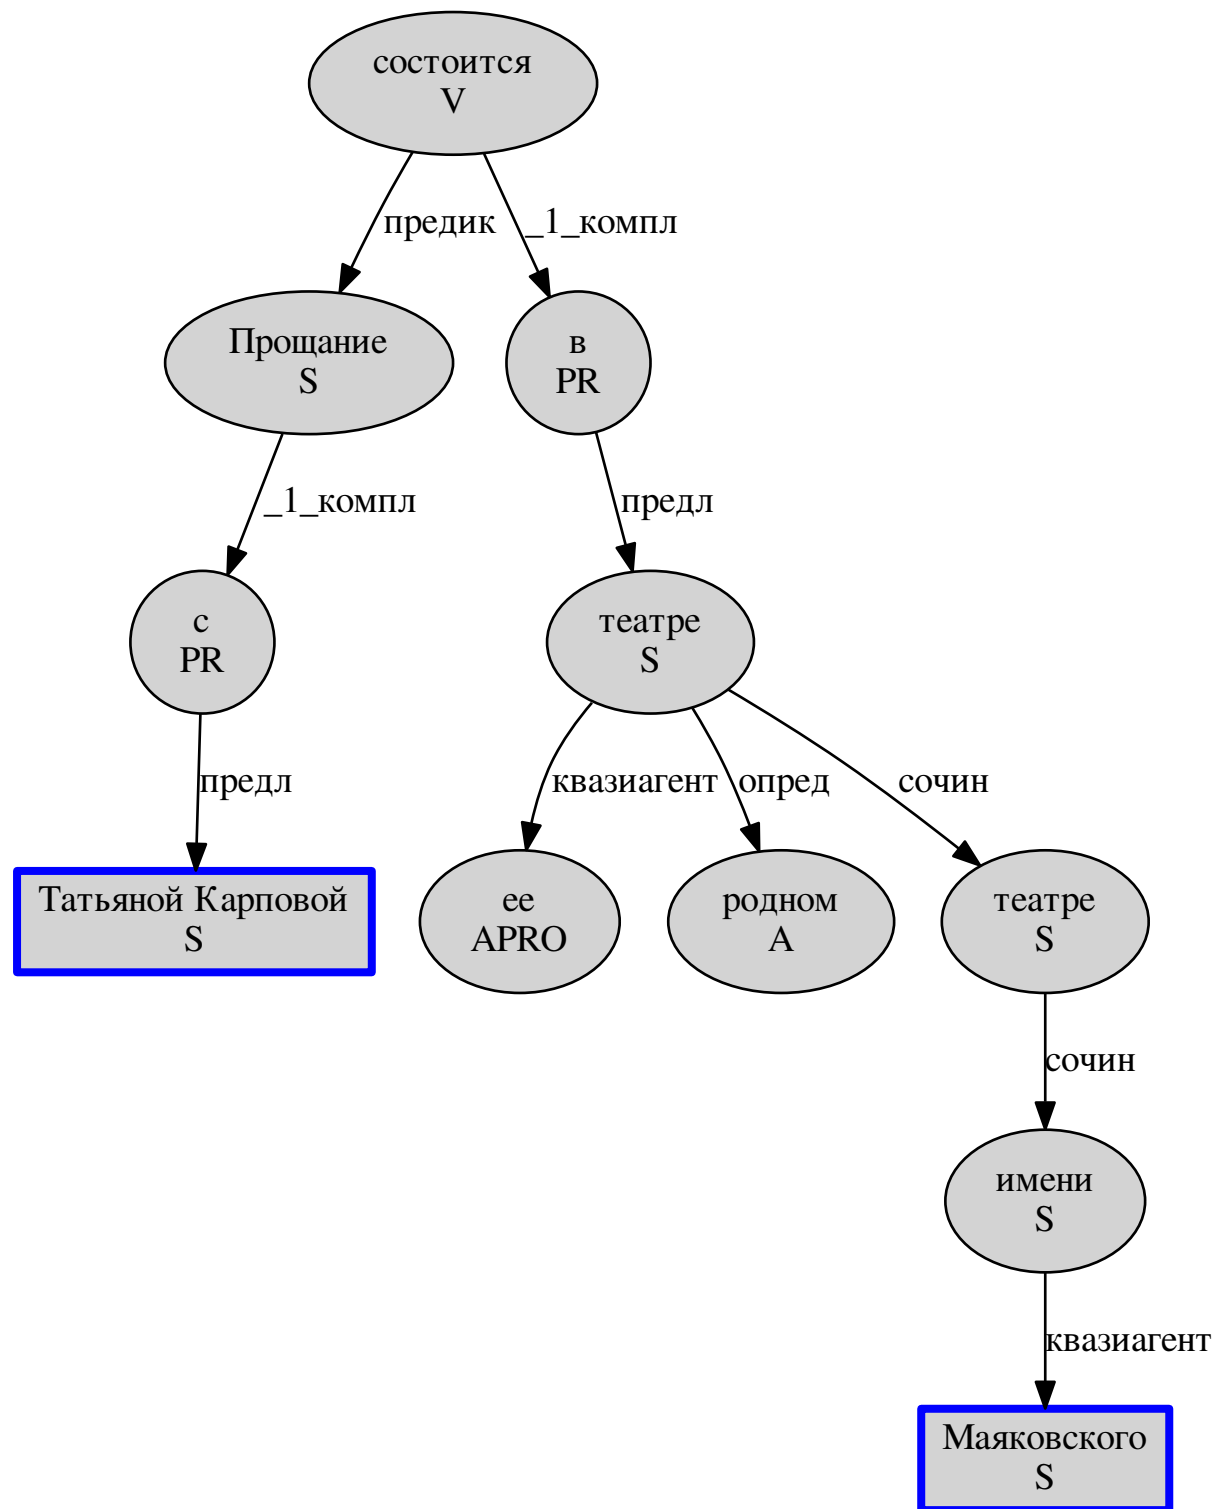 состоится
V
предик
_1_компл
Прощание
S
в
PR
_1_компл
предл
с
PR
театре
S
предл
квазиагент
опред
сочин
Татьяной Карповой
S
ее
APRO
родном
A
театре
S
сочин
имени
S
квазиагент
Маяковского
S